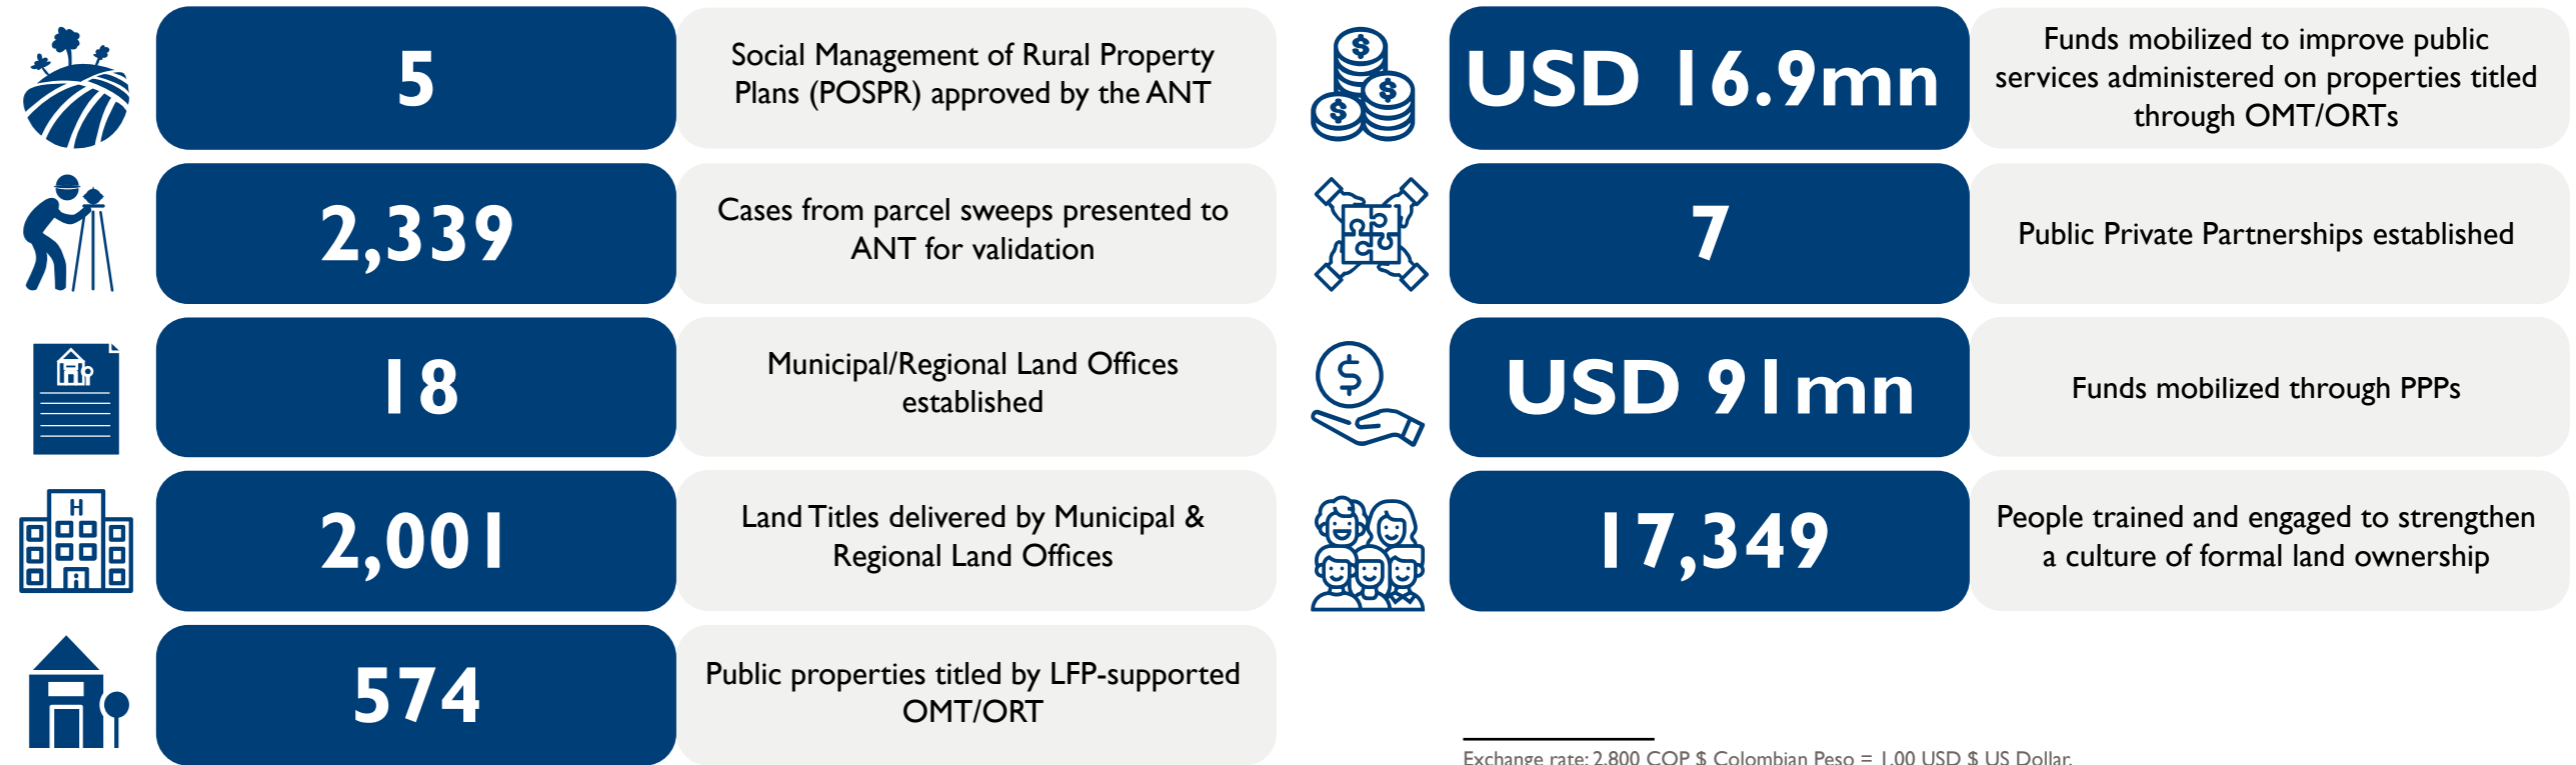 5
Social Management of Rural Property
Plans (POSPR) approved by the ANT
2,339
Cases from parcel sweeps presented to
ANT for validation
18
Municipal/Regional Land Offices
established
H
2,001
Land Titles delivered by Municipal &
Regional Land Offices
574
Public properties titled by LFP-supported
OMT/ORT
$
$
$
USD 16.9mn
Funds mobilized to improve public
services administered on properties titled
through OMT/ORTs
7
Public Private Partnerships established
$
USD 91mn
Funds mobilized through PPPs
17,349
People trained and engaged to strengthen
a culture of formal land ownership
Exchange rate: 2,800 COP $ Colombian Peso = 1.00 USD $ US Dollar.